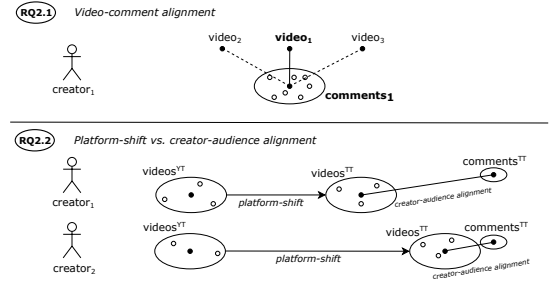 RQ2.1 Video-comment alignment
video₂ video₁ video₃
creator₁
comments₁
RQ2.2 Platform-shift vs. creator-audience alignment
videosYT videosTT commentsTT
platform-shift
creator-audience alignment
creator₁
videosYT videosTT commentsTT
platform-shift
creator-audience alignment
creator₂